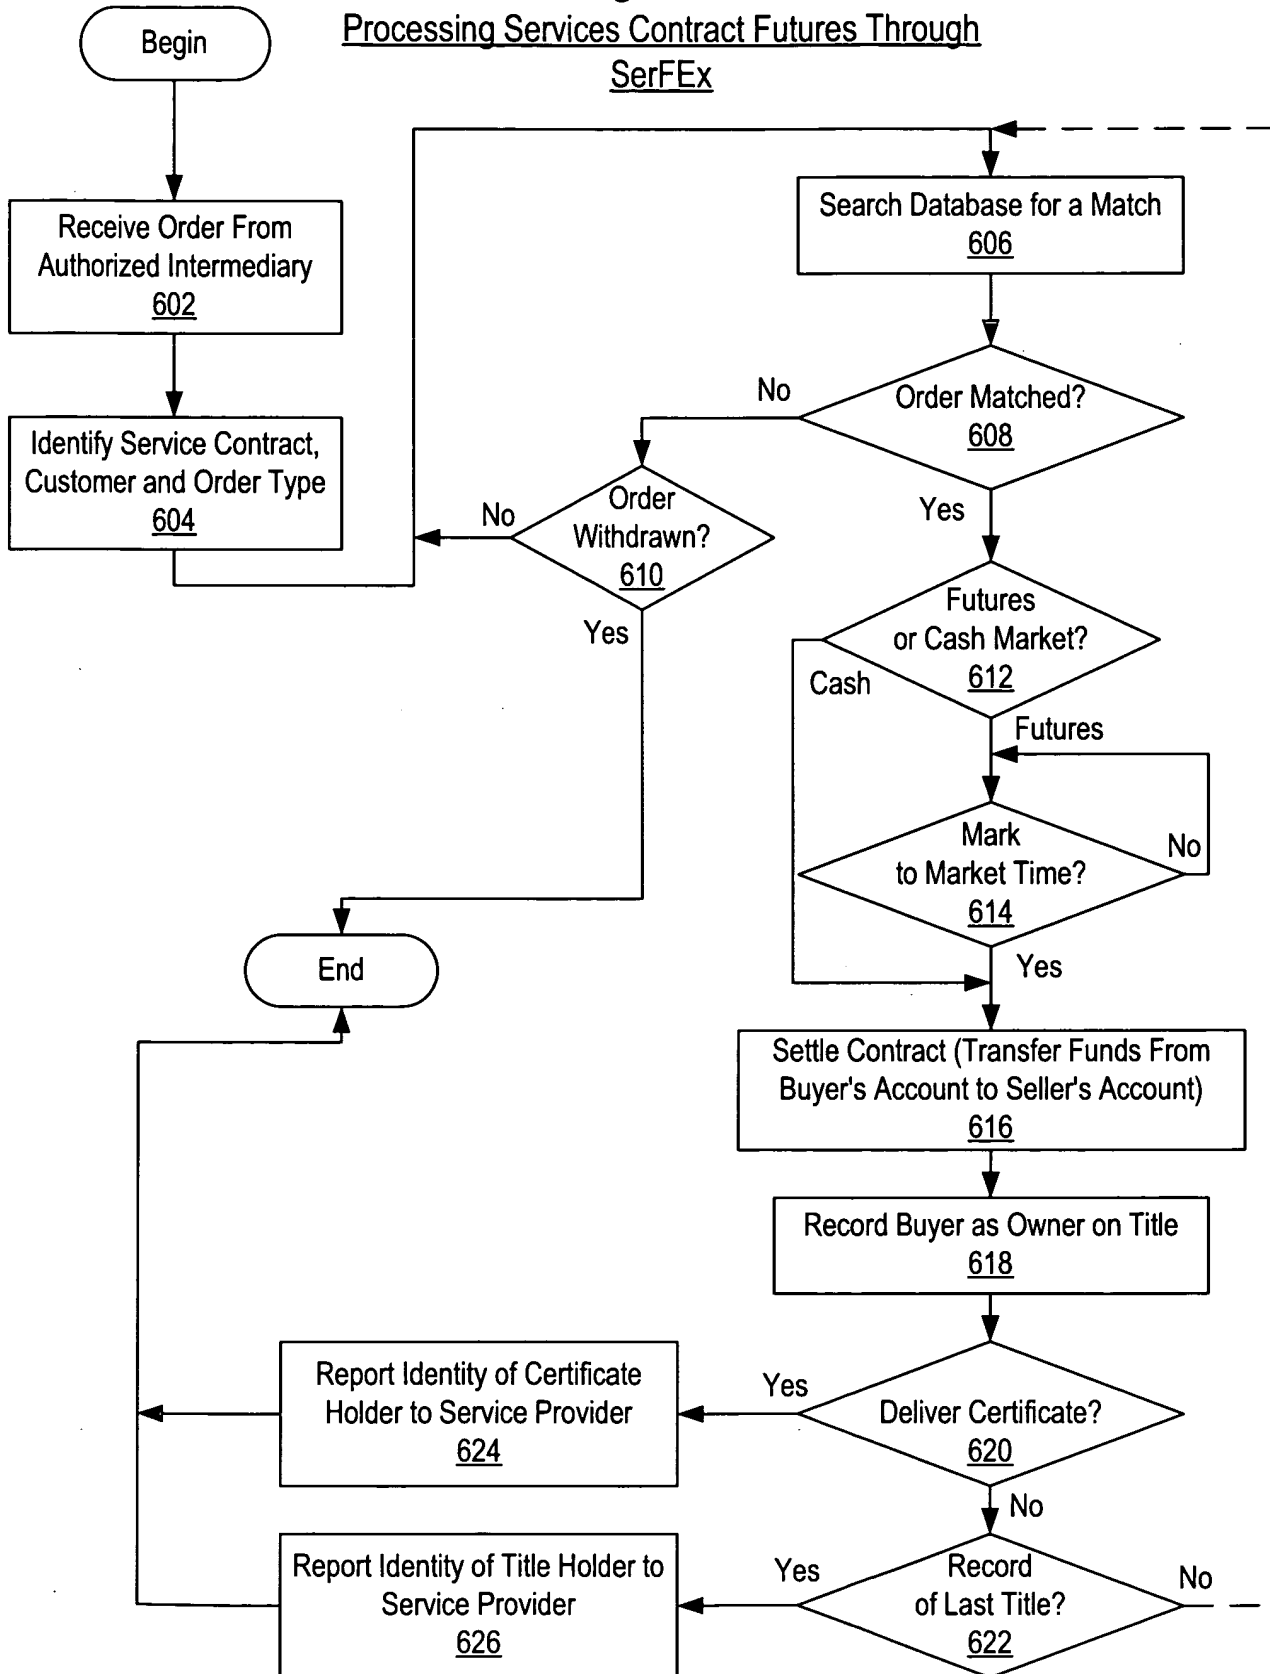 Processing Services Contract Futures Through
SerFEx
Begin
Receive Order From
Authorized Intermediary
602
Identify Service Contract,
Customer and Order Type
604
Search Database for a Match
606
Order Matched?
608
No
Yes
Order
Withdrawn?
610
No
Yes
Futures
or Cash Market?
612
Cash
Futures
Mark
to Market Time?
614
No
Yes
End
Settle Contract (Transfer Funds From
Buyer's Account to Seller's Account)
616
Record Buyer as Owner on Title
618
Deliver Certificate?
620
Yes
No
Report Identity of Certificate
Holder to Service Provider
624
Record
of Last Title?
622
Yes
No
Report Identity of Title Holder to
Service Provider
626